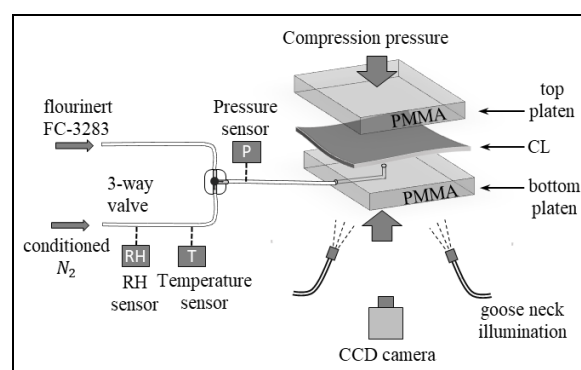 Compression pressure
flourinert
FC-3283
Pressure
sensor
P
top
platen
PMMA
CL
3-way
valve
PMMA
bottom
platen
conditioned
N₂
RH
T
RH
sensor
Temperature
sensor
goose neck
illumination
CCD camera